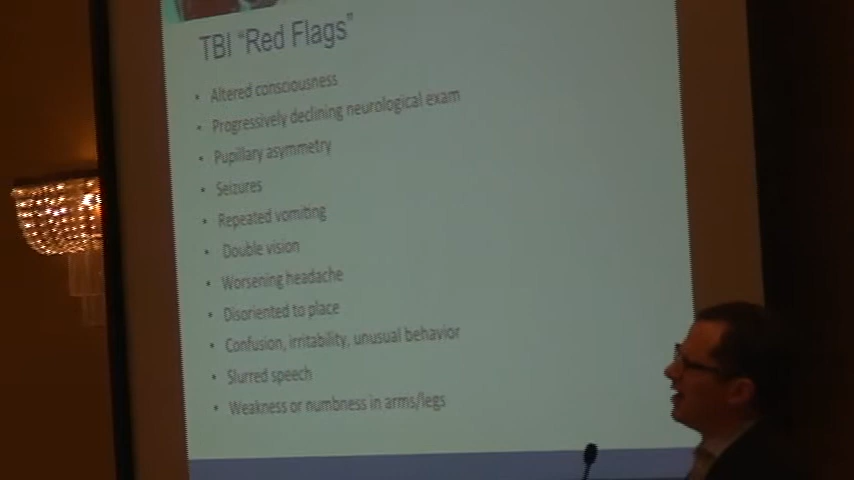 TBI “Red Flags”
• Altered consciousness
• Progressively declining neurological exam
• Pupillary asymmetry
• Seizures
• Repeated vomiting
• Double vision
• Worsening headache
• Disoriented to place
• Confusion, irritability, unusual behavior
• Slurred speech
• Weakness or numbness in arms/legs